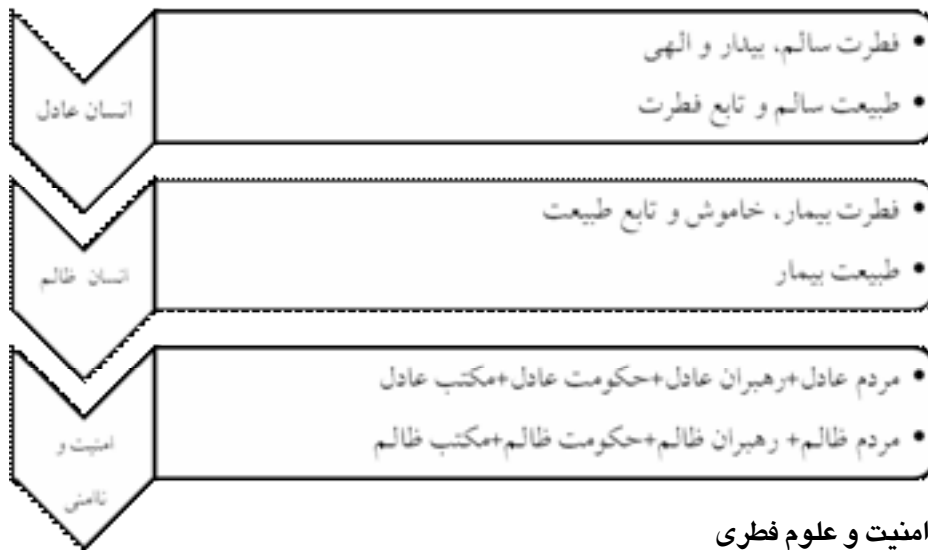 • فطرت سالم، بیدار و الهی
• طبیعت سالم و تابع فطرت
انسان عادل
• فطرت بیمار، خاموش و تابع طبیعت
• طبیعت بیمار
انسان ظالم
• مردم عادل+رهبران عادل+حکومت عادل+مکتب عادل
• مردم ظالم+ رهبران ظالم+حکومت ظالم+مکتب ظالم
امنیت و
ناامنی
امنیت و علوم فطری